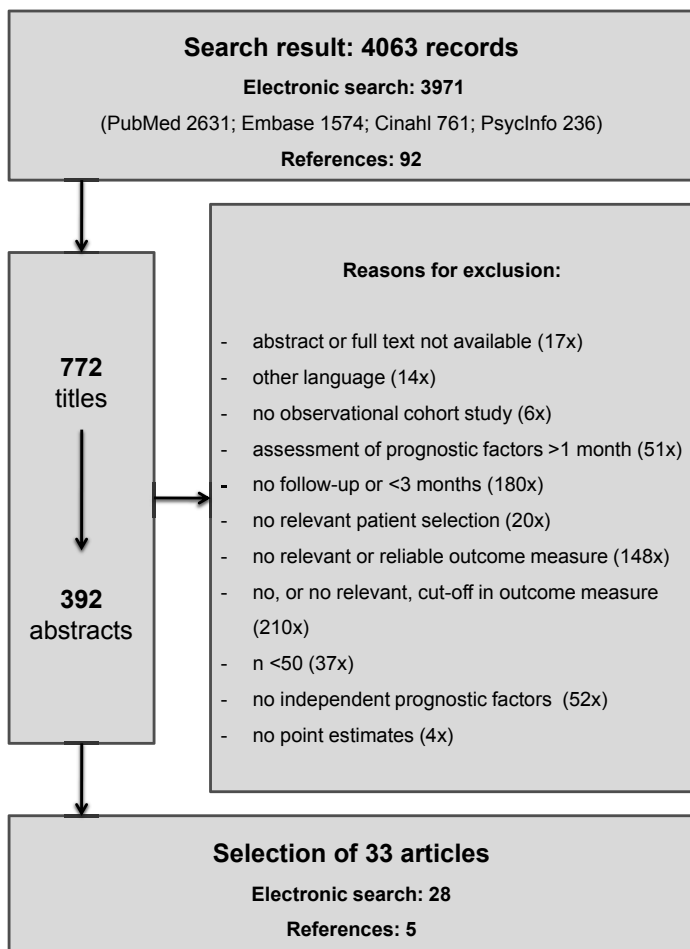 Search result: 4063 records
Electronic search: 3971
(PubMed 2631; Embase 1574; Cinahl 761; PsycInfo 236)
References: 92
772
titles
392
abstracts
Reasons for exclusion:
- abstract or full text not available (17x)
- other language (14x)
- no observational cohort study (6x)
- assessment of prognostic factors >1 month (51x)
- no follow-up or <3 months (180x)
- no relevant patient selection (20x)
- no relevant or reliable outcome measure (148x)
- no, or no relevant, cut-off in outcome measure
(210x)
- n <50 (37x)
- no independent prognostic factors (52x)
- no point estimates (4x)
Selection of 33 articles
Electronic search: 28
References: 5